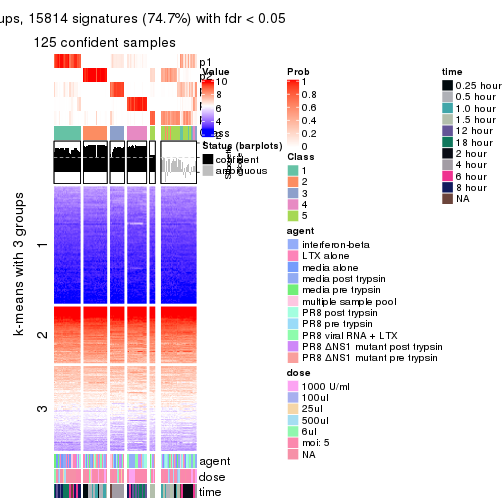 ups, 15814 signatures (74.7%) with fdr < 0.05
125 confident samples
k-means with 3 groups
1
2
3
p1
Class
agent
dose
time
Value
10
8
6
4
Status (barplots)
confident
ambiguous
Prob
1
0.8
0.6
0.4
0.2
0
Class
1
2
3
4
5
agent
interferon-beta
LTX alone
media alone
media post trypsin
media pre trypsin
multiple sample pool
PR8 post trypsin
PR8 pre trypsin
PR8 viral RNA + LTX
PR8 ΔNS1 mutant post trypsin
PR8 ΔNS1 mutant pre trypsin
dose
1000 U/ml
100ul
25ul
500ul
6ul
moi: 5
NA
time
0.25 hour
0.5 hour
1.0 hour
1.5 hour
12 hour
18 hour
2 hour
4 hour
6 hour
8 hour
NA